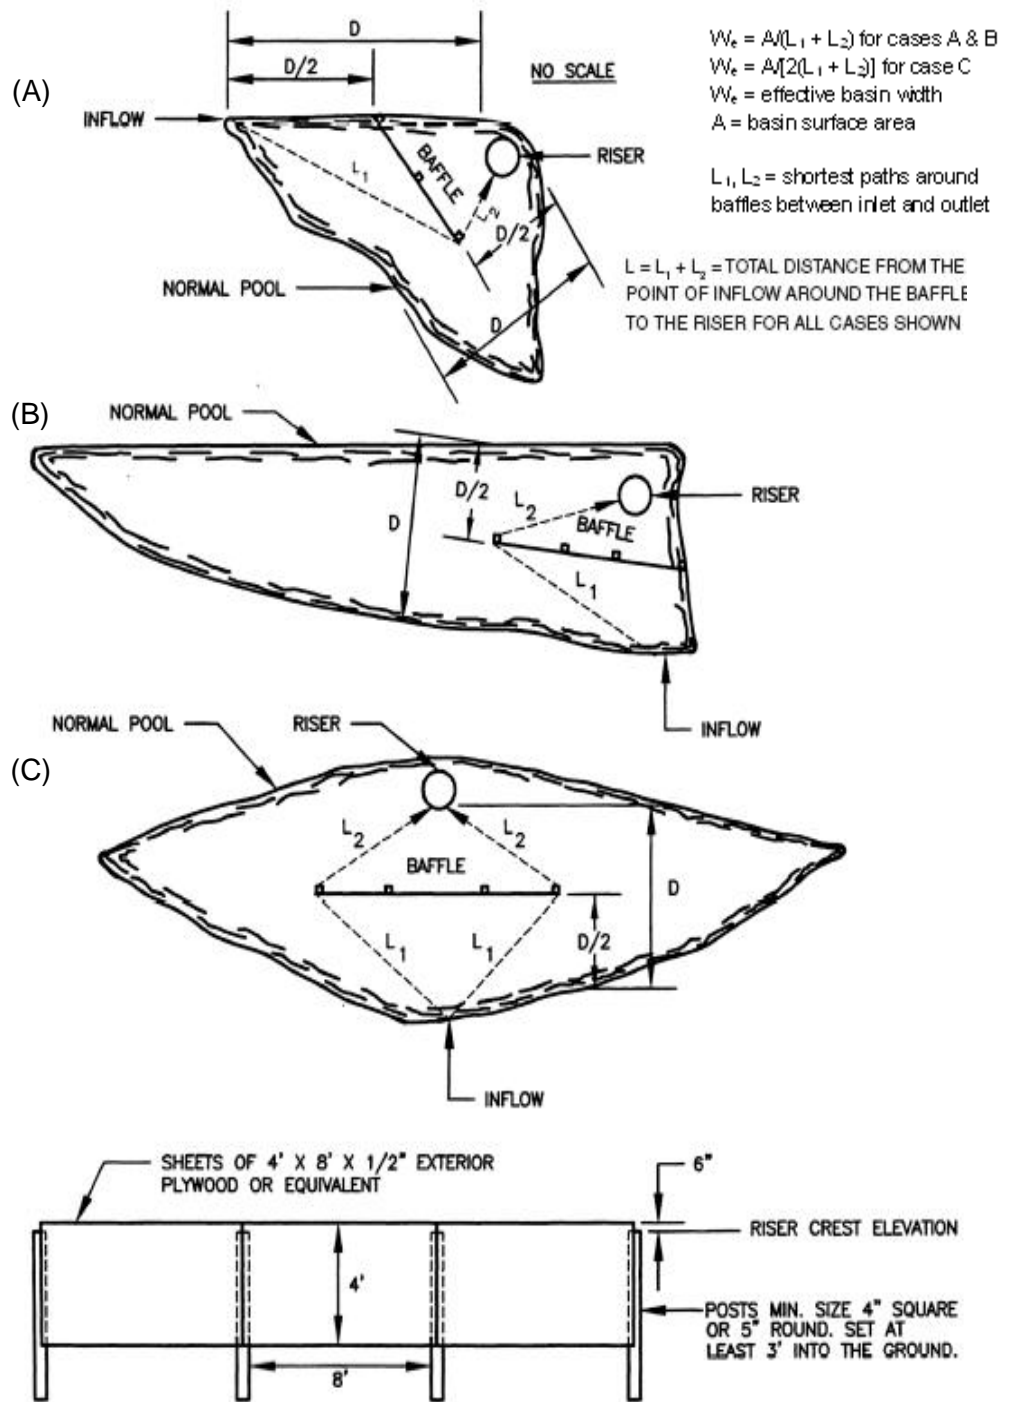 (A)
D
D/2
NO SCALE
INFLOW
RISER
BAFFLE
L₁
L₂
D/2
D
NORMAL POOL
Wₑ = A/(L₁ + L₂) for cases A & B
Wₑ = A/[2(L₁ + L₂)] for case C
Wₑ = effective basin width
A = basin surface area
L₁, L₂ = shortest paths around
baffles between inlet and outlet
L = L₁ + L₂ = TOTAL DISTANCE FROM THE
POINT OF INFLOW AROUND THE BAFFLE
TO THE RISER FOR ALL CASES SHOWN
(B)
NORMAL POOL
D/2
D
L₂
RISER
BAFFLE
L₁
INFLOW
(C)
NORMAL POOL
RISER
L₂
L₂
BAFFLE
D
L₁
L₁
D/2
INFLOW
SHEETS OF 4' X 8' X 1/2" EXTERIOR
PLYWOOD OR EQUIVALENT
6"
RISER CREST ELEVATION
4'
8'
POSTS MIN. SIZE 4" SQUARE
OR 5" ROUND. SET AT
LEAST 3' INTO THE GROUND.